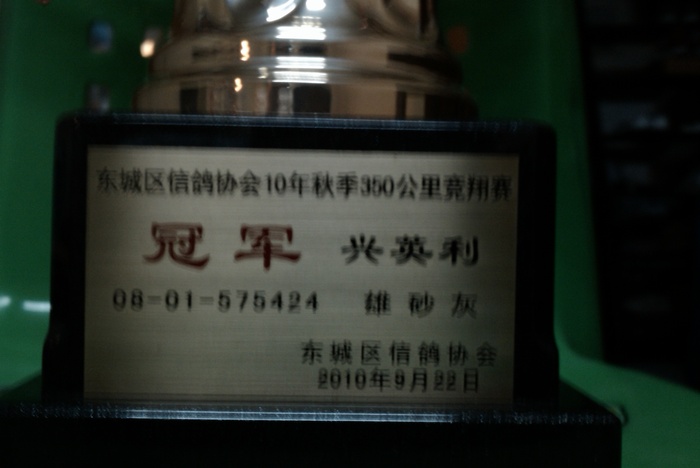 东城区信鸽协会10年秋季350公里竞翔赛
冠军 兴英利
08-01-575424 雄 砂灰
东城区信鸽协会
2010年9月22日